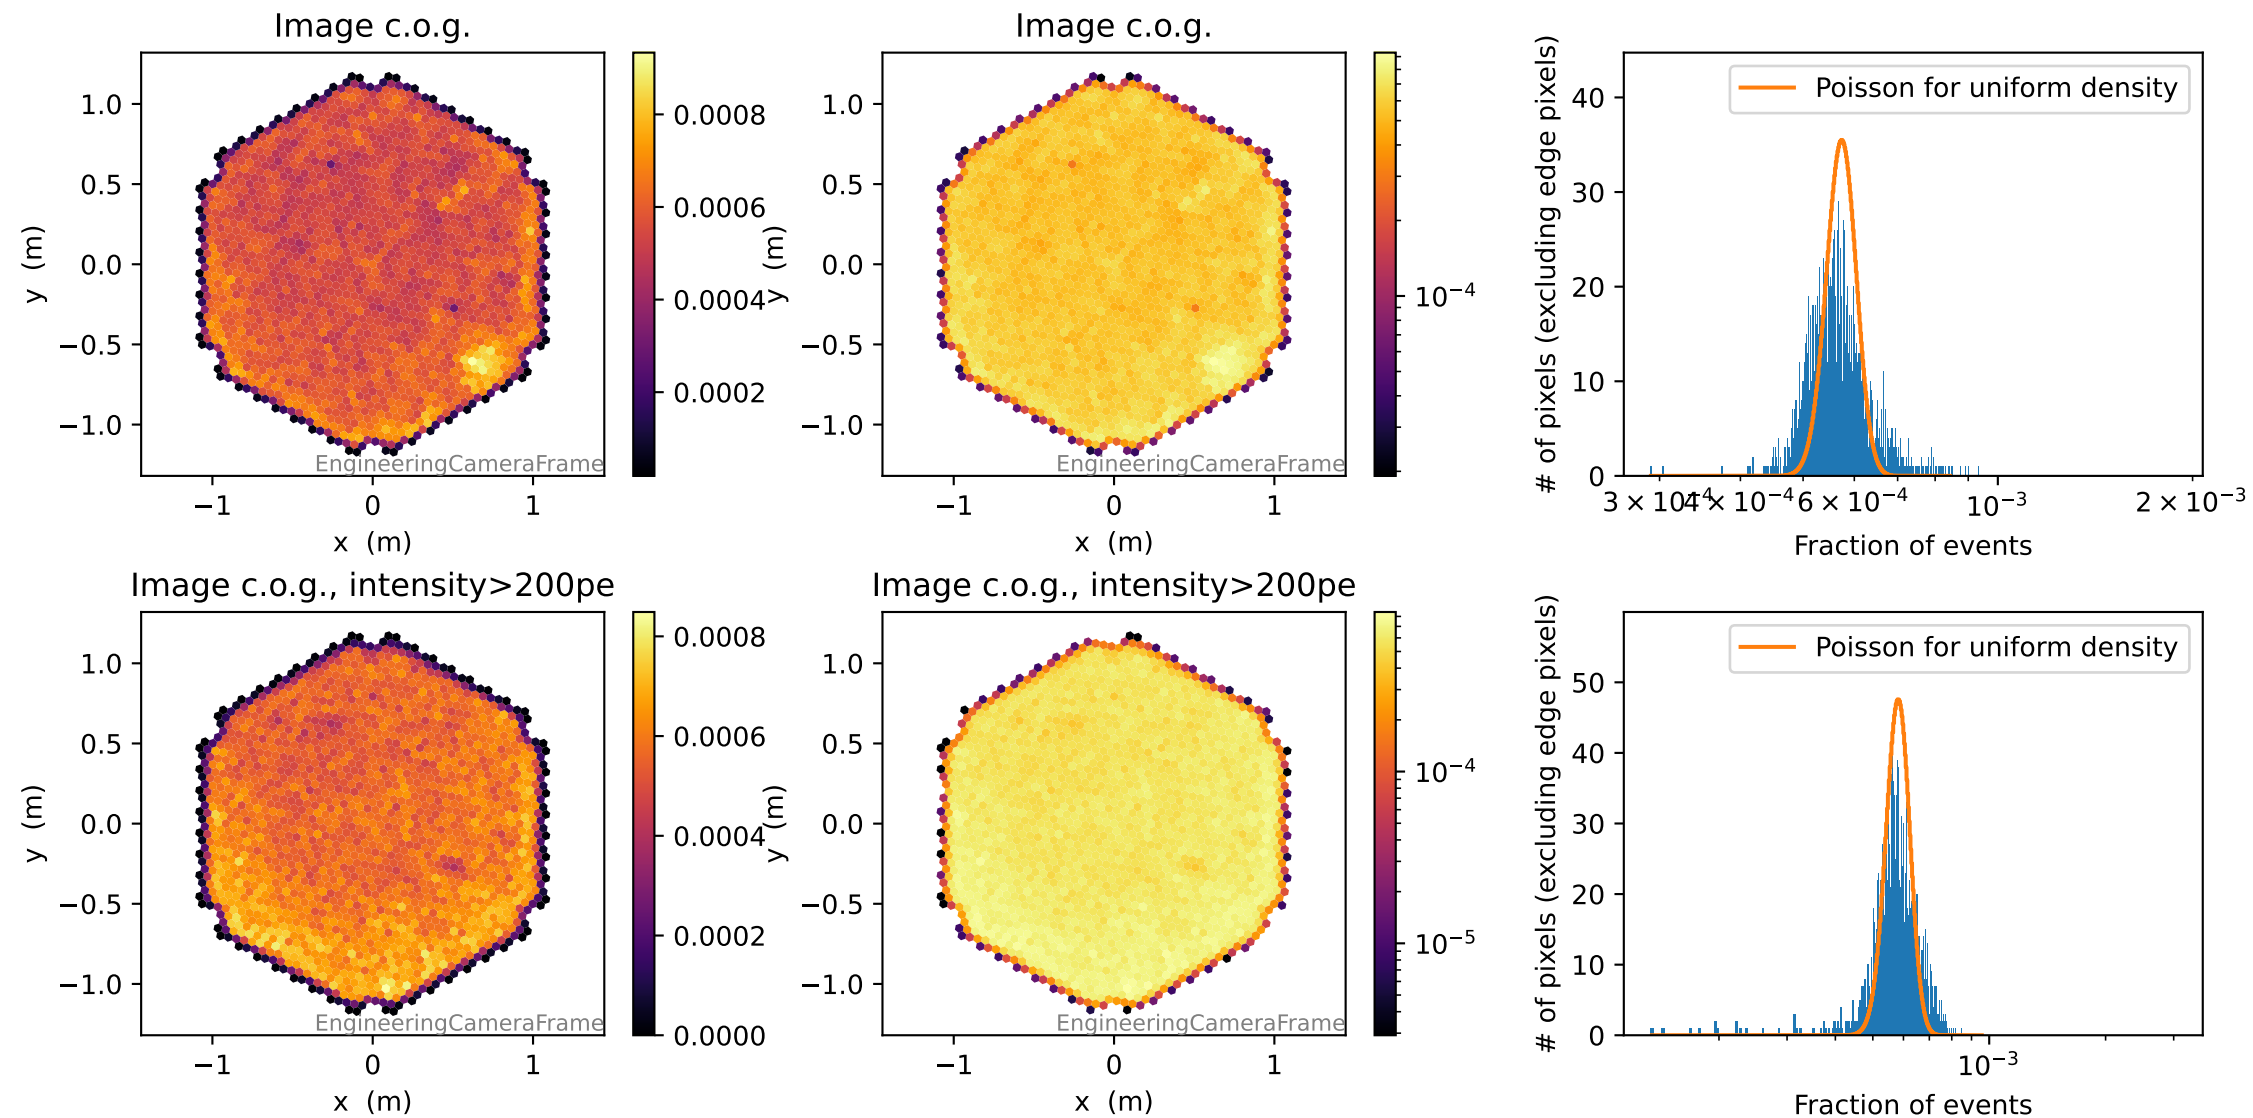 Image c.o.g.
1.0
0.5
0.0
−0.5
−1.0
y (m)
−1
0
1
x (m)
EngineeringCameraFrame
0.0008
0.0006
0.0004
0.0002
Image c.o.g.
1.0
0.5
0.0
−0.5
−1.0
y (m)
−1
0
1
x (m)
EngineeringCameraFrame
10⁻⁴
Poisson for uniform density
40
30
20
10
0
# of pixels (excluding edge pixels)
3 × 10⁻⁴
4 × 10⁻⁴
6 × 10⁻⁴
10⁻³
2 × 10⁻³
Fraction of events
Image c.o.g., intensity>200pe
1.0
0.5
0.0
−0.5
−1.0
y (m)
−1
0
1
x (m)
EngineeringCameraFrame
0.0008
0.0006
0.0004
0.0002
0.0000
Image c.o.g., intensity>200pe
1.0
0.5
0.0
−0.5
−1.0
y (m)
−1
0
1
x (m)
EngineeringCameraFrame
10⁻⁴
10⁻⁵
Poisson for uniform density
50
40
30
20
10
0
# of pixels (excluding edge pixels)
10⁻³
Fraction of events